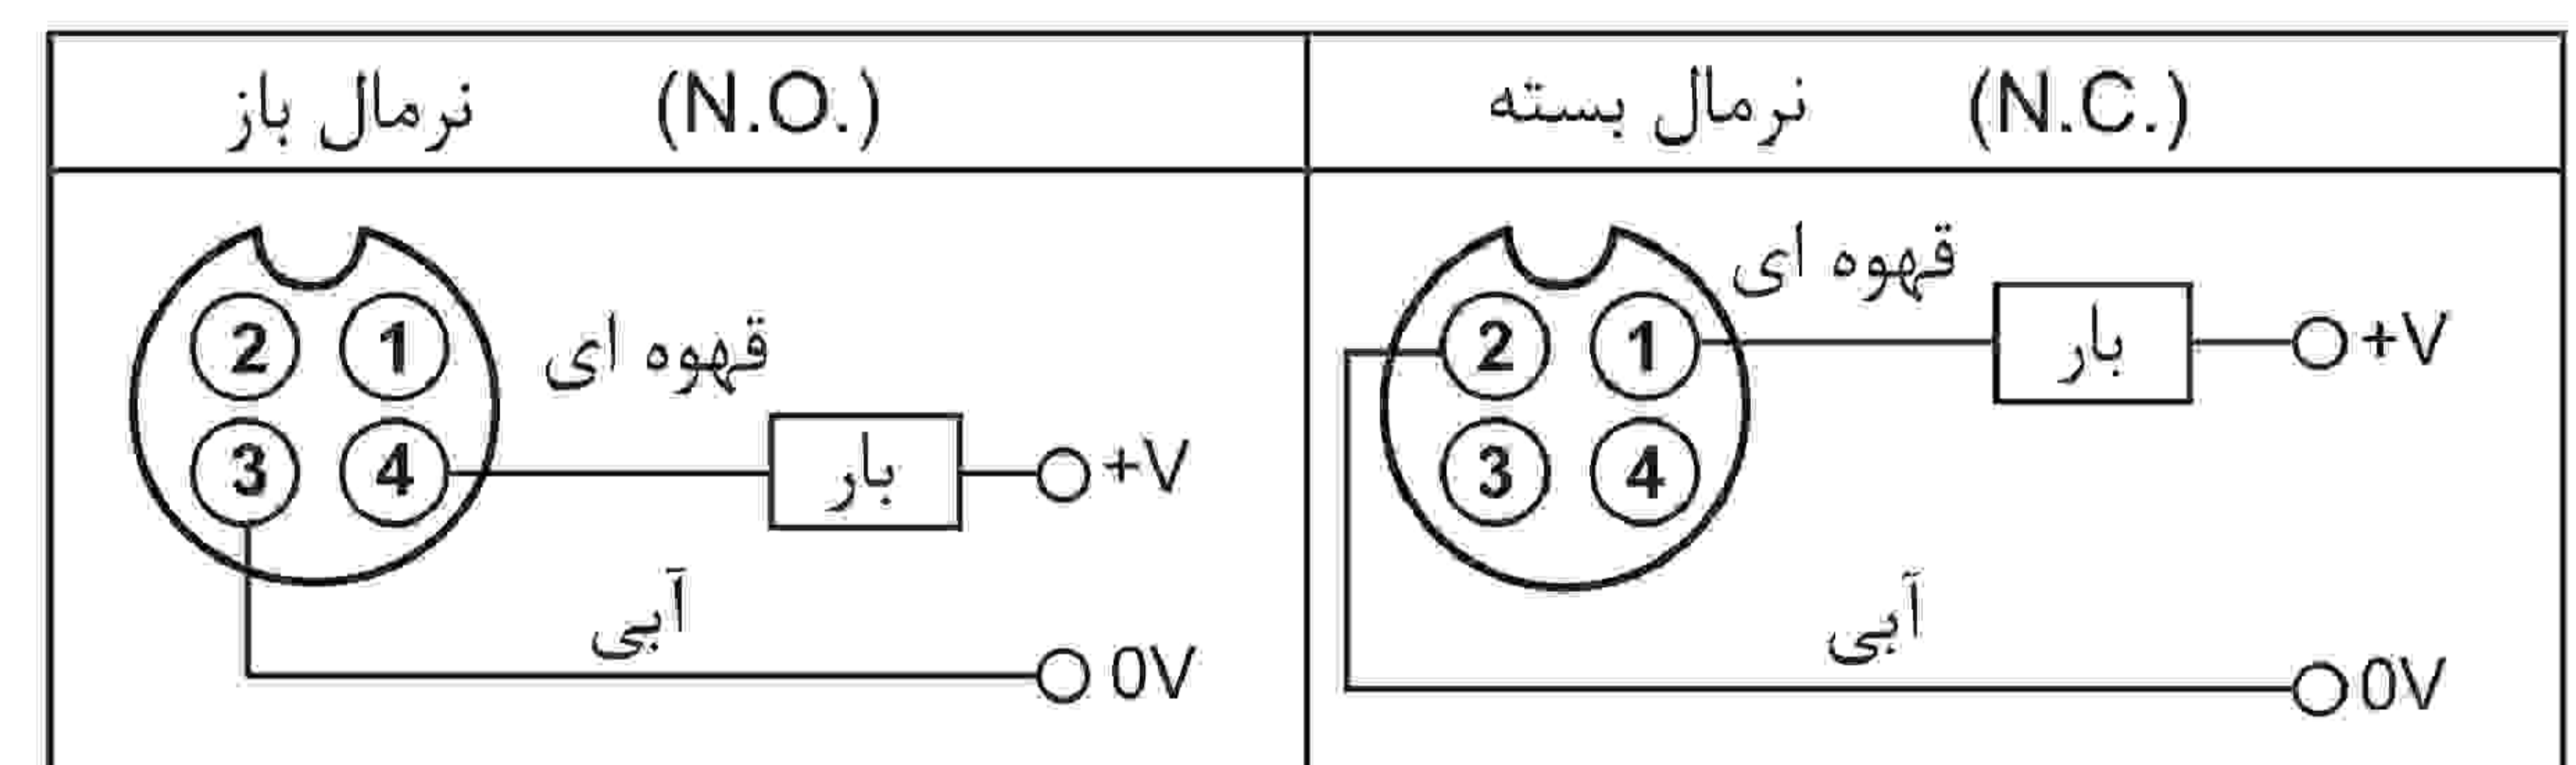 نرمال باز (N.O.)
نرمال بسته (N.C.)
2 1
قهوه ای
3 4
بار
+V
آبی
0V
قهوه ای
2 1
بار
+V
3 4
آبی
0V